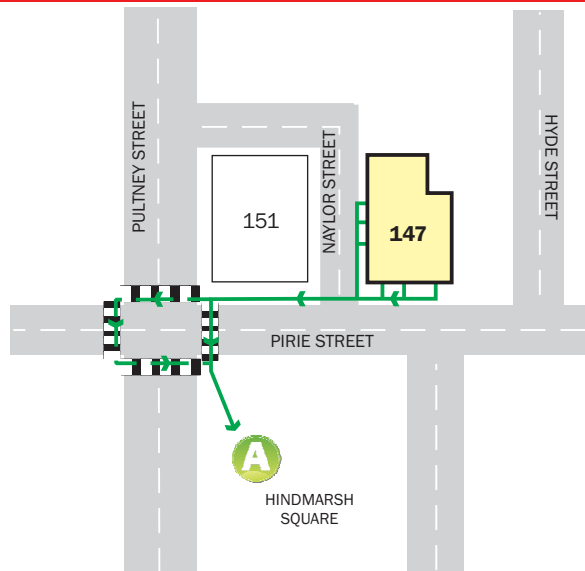 PULTNEY STREET
151
NAYLOR STREET
147
HYDE STREET
PIRIE STREET
A
HINDMARSH
SQUARE